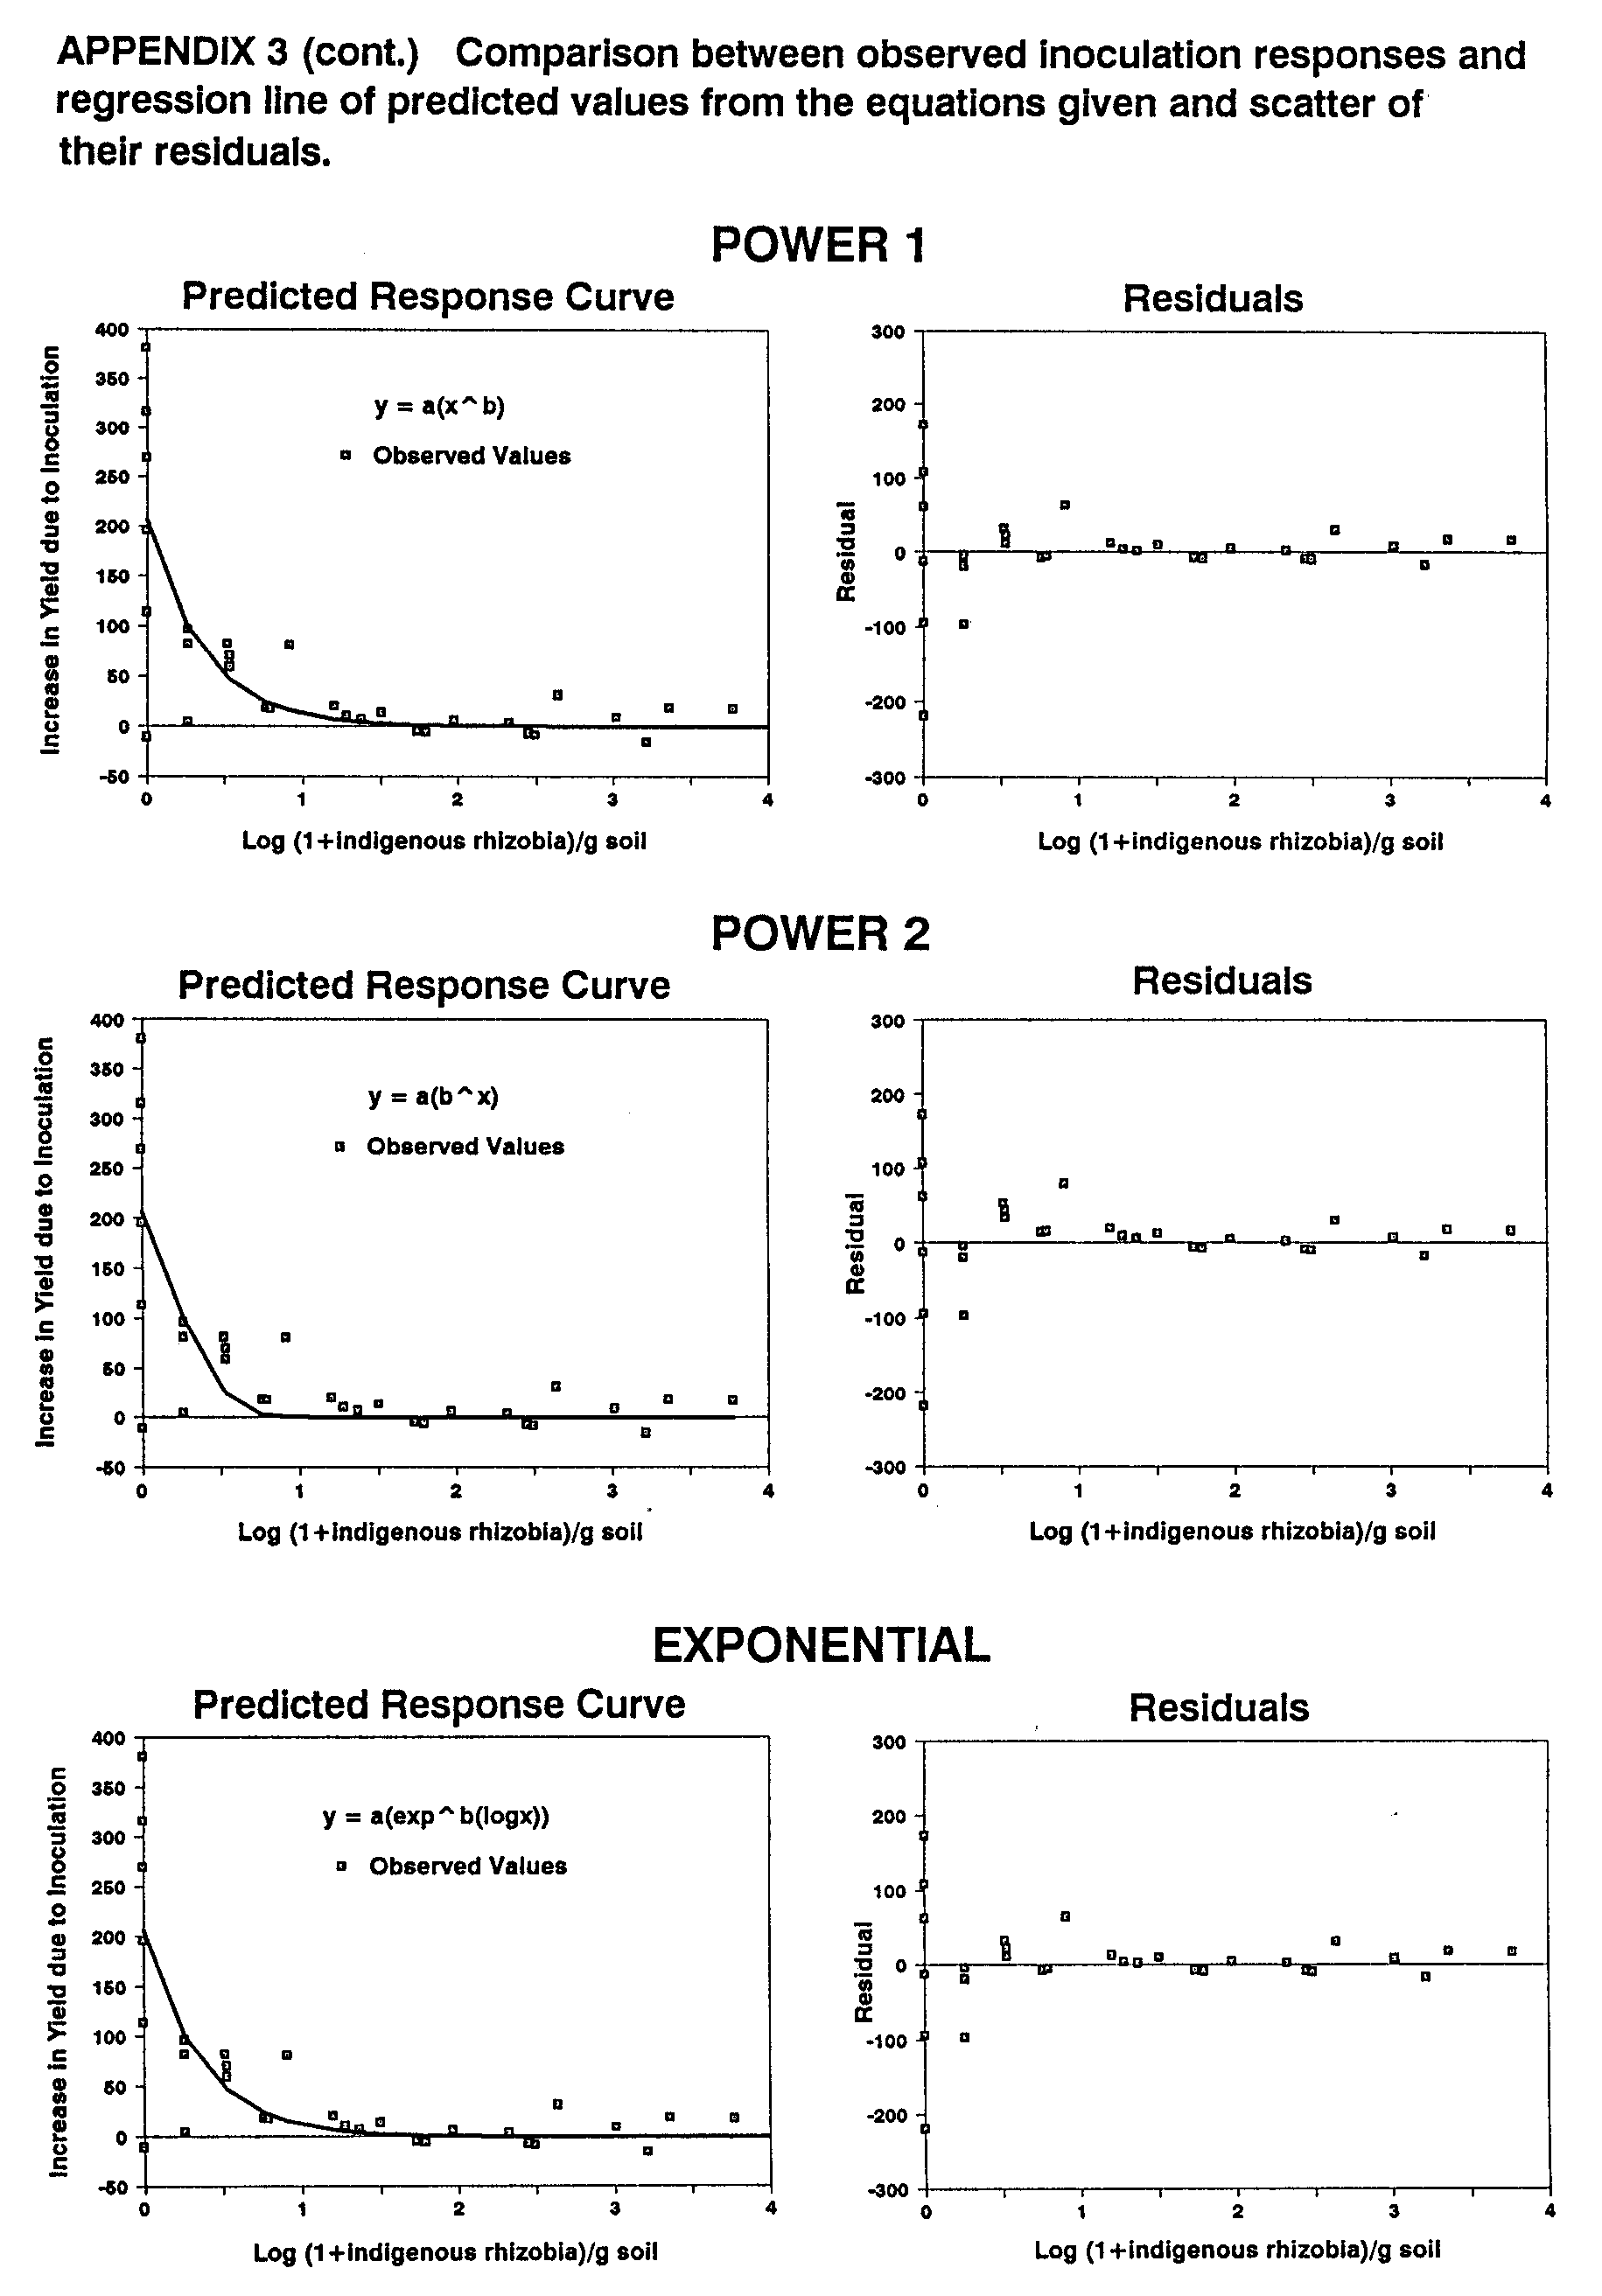 APPENDIX 3 (cont.) Comparison between observed inoculation responses and
regression line of predicted values from the equations given and scatter of
their residuals.
POWER 1
Predicted Response Curve
Increase in Yield due to Inoculation
400
350
300
250
200
150
100
50
0
-50
y = a(x^b)
Observed Values
0 1 2 3 4
Log (1+indigenous rhizobia)/g soil
Residuals
Residual
300
200
100
0
-100
-200
-300
0 1 2 3 4
Log (1+indigenous rhizobia)/g soil
POWER 2
Predicted Response Curve
Increase in Yield due to Inoculation
400
350
300
250
200
150
100
50
0
-50
y = a(b^x)
Observed Values
0 1 2 3 4
Log (1+indigenous rhizobia)/g soil
Residuals
Residual
300
200
100
0
-100
-200
-300
0 1 2 3 4
Log (1+indigenous rhizobia)/g soil
EXPONENTIAL
Predicted Response Curve
Increase in Yield due to Inoculation
400
350
300
250
200
150
100
50
0
-50
y = a(exp^b(logx))
Observed Values
0 1 2 3 4
Log (1+indigenous rhizobia)/g soil
Residuals
Residual
300
200
100
0
-100
-200
-300
0 1 2 3 4
Log (1+indigenous rhizobia)/g soil